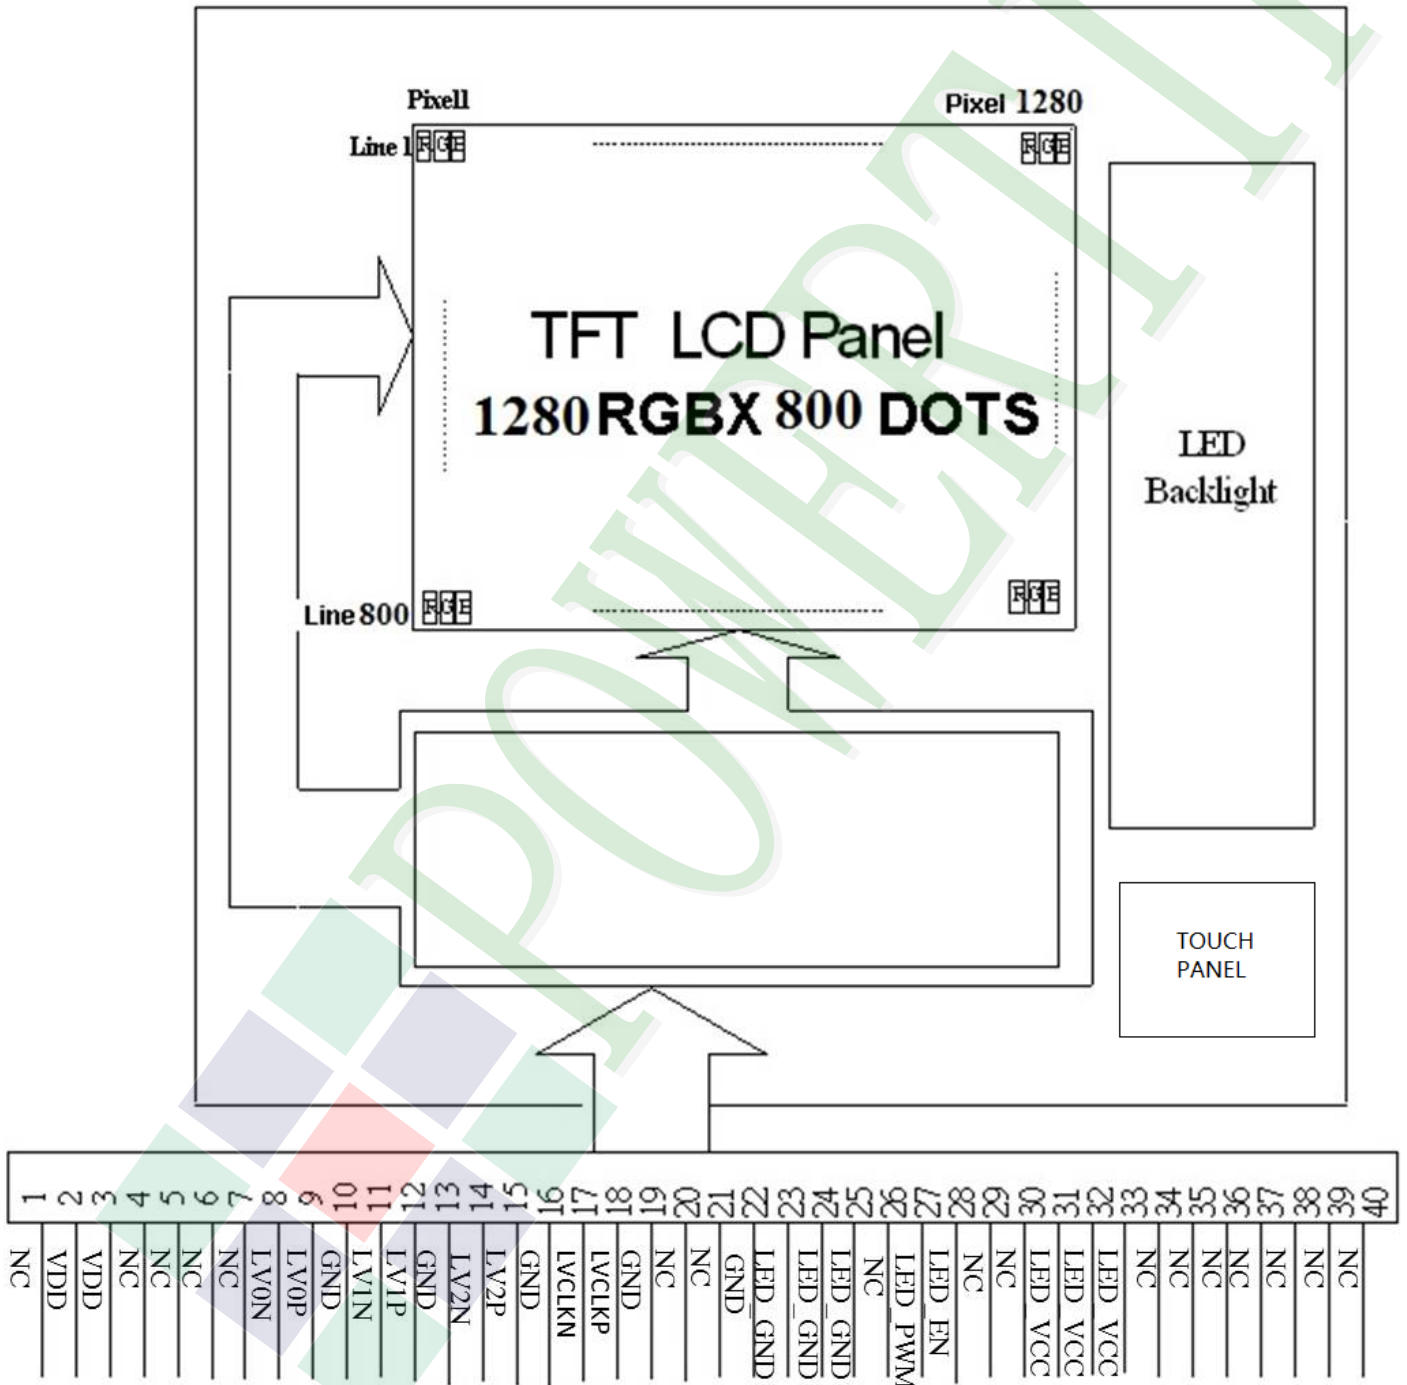 Pixel1
Pixel 1280
Line 1
RGB
RGB
TFT LCD Panel
1280 RGBX 800 DOTS
LED
Backlight
Line 800
RGB
RGB
TOUCH
PANEL
1 2 3 4 5 6 7 8 9 10 11 12 13 14 15 16 17 18 19 20 21 22 23 24 25 26 27 28 29 30 31 32 33 34 35 36 37 38 39 40
NC VDD VDD NC NC NC NC LV0N LV0P GND LV1N LV1P GND LV2N LV2P GND LVCLKN LVCLKP GND NC NC GND LED_GND LED_GND LED_GND NC LED_PWM LED_EN NC NC LED_VCC LED_VCC LED_VCC NC NC NC NC NC NC NC
POWERTI